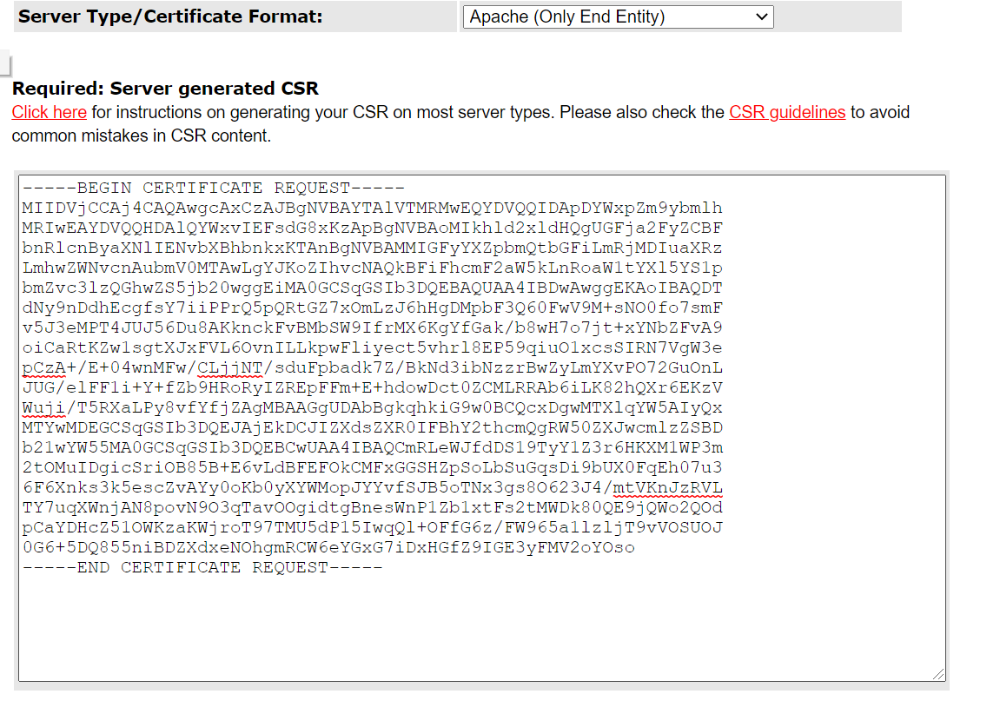 Server Type/Certificate Format:
Apache (Only End Entity)
Required: Server generated CSR
Click here for instructions on generating your CSR on most server types. Please also check the CSR guidelines to avoid
common mistakes in CSR content.
-----BEGIN CERTIFICATE REQUEST-----
MIIDVjCCAj4CAQAwgcAxCzAJBgNVBAYTAlVTMRMwEQYDVQQIDApDYWxpZm9ybmlh
MRIwEAYDVQQHDAlQYWxvIEFsdG8xKzApBgNVBAoMIkhld2xldHQgUGFja2FyZCBF
bnRlcnByaXNlIENvbXBhbnkxKTAnBgNVBAMMIGFyYXZpbmQtbGFiLmRjMDIuaXRz
LmhwZWNvcnAubmV0MTAwLgYJKoZIhvcNAQkBFiFhcmF2aW5kLnRoaW1tYXl5YS1p
bmZvc3lzQGhwZS5jb20wggEiMA0GCSqGSIb3DQEBAQUAA4IBDwAwggEKAoIBAQDT
dNy9nDdhEcgfsY7iiPPrQ5pQRtGZ7xOmLzJ6hHgDMpbF3Q60FwV9M+sNO0fo7smF
v5J3eMPT4JUJ56Du8AKknckFvBMbSW9IfrMX6KgYfGak/b8wH7o7jt+xYNbZFvA9
oiCaRtKZw1sgtXJxFVL6OvnILLkpwFliyect5vhrl8EP59qiuO1xcsSIRN7VgW3e
pCzA+/E+04wnMFw/CLjjNT/sduFpbadk7Z/BkNd3ibNzzrBwZyLmYXvPO72GuOnL
JUG/elFF1i+Y+fZb9HRoRyIZREpFFm+E+hdowDct0ZCMLRRAb6iLK82hQXr6EKzV
Wuji/T5RXaLPy8vfYfjZAgMBAAGgUDAbBgkqhkiG9w0BCQcxDgwMTXlqYW5AIyQx
MTYwMDEGCSqGSIb3DQEJAjEkDCJIZXdsZXR0IFBhY2thcmQgRW50ZXJwcmlzZSBD
b21wYW55MA0GCSqGSIb3DQEBCwUAA4IBAQCmRLeWJfdDS19TyY1Z3r6HKXM1WP3m
2tOMuIDgicSriOB85B+E6vLdBFEFOkCMFxGGSHZpSoLbSuGqsDi9bUX0FqEh07u3
6F6Xnks3k5escZvAYy0oKb0yXYWMopJYYvfSJB5oTNx3gs8O623J4/mtVKnJzRVL
TY7uqXWnjAN8povN9O3qTavOOgidtgBnesWnP1Zb1xtFs2tMWDk80QE9jQWo2QOd
pCaYDHcZ51OWKzaKWjroT97TMU5dP15IwqQl+OFfG6z/FW965a1lzljT9vVOSUOJ
0G6+5DQ855niBDZXdxeNOhgmRCW6eYGxG7iDxHGfZ9IGE3yFMV2oYOso
-----END CERTIFICATE REQUEST-----